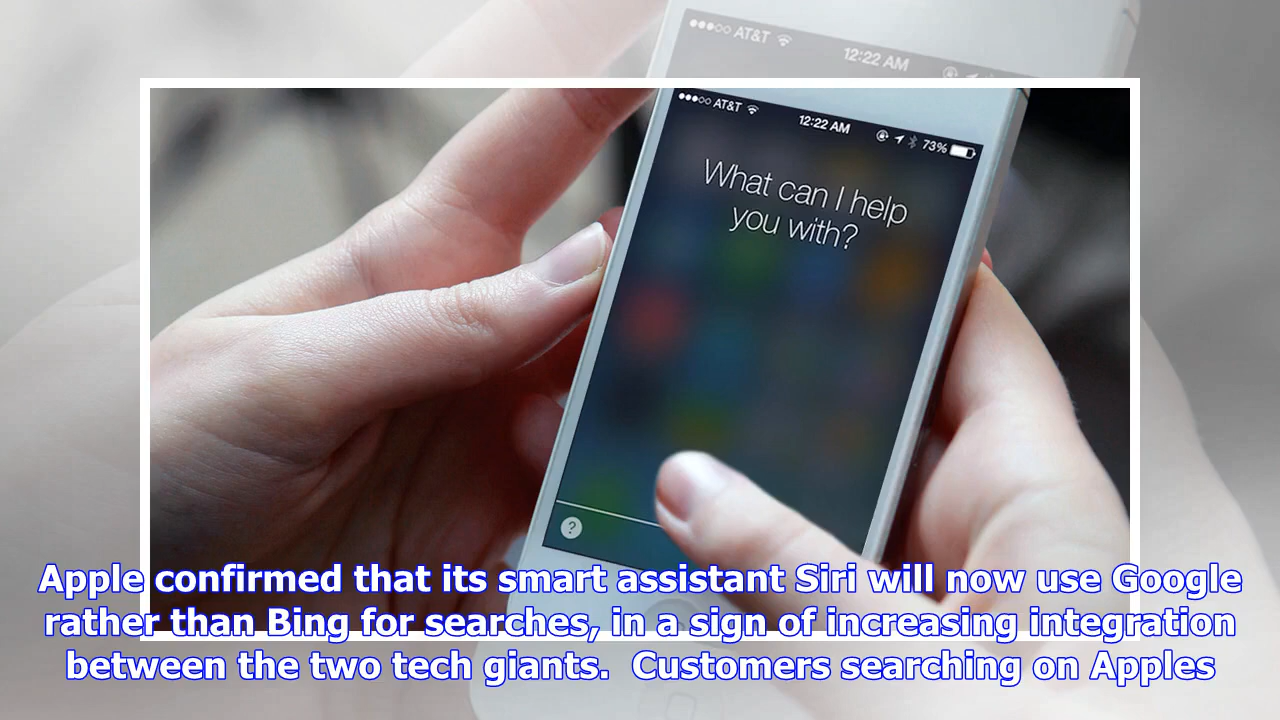 AT&T 12:22 AM
AT&T 12:22 AM 73%
What can I help
you with?
?
Apple confirmed that its smart assistant Siri will now use Google
rather than Bing for searches, in a sign of increasing integration
between the two tech giants. Customers searching on Apples